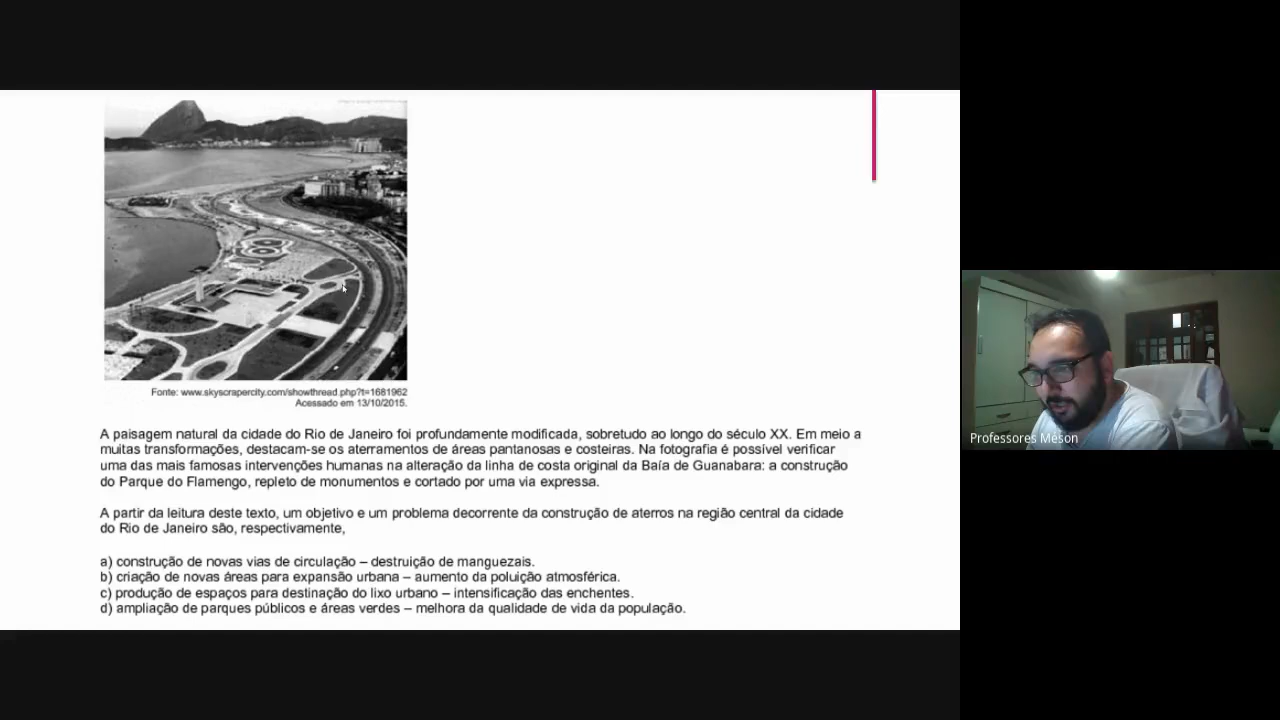 Fonte: www.skyscrapercity.com/showthread.php?t=1681962
Acessado em 13/10/2015.
A paisagem natural da cidade do Rio de Janeiro foi profundamente modificada, sobretudo ao longo do século XX. Em meio a
muitas transformações, destacam-se os aterramentos de áreas pantanosas e costeiras. Na fotografia é possível verificar
uma das mais famosas intervenções humanas na alteração da linha de costa original da Baía de Guanabara: a construção
do Parque do Flamengo, repleto de monumentos e cortado por uma via expressa.
A partir da leitura deste texto, um objetivo e um problema decorrente da construção de aterros na região central da cidade
do Rio de Janeiro são, respectivamente,
a) construção de novas vias de circulação – destruição de manguezais.
b) criação de novas áreas para expansão urbana – aumento da poluição atmosférica.
c) produção de espaços para destinação do lixo urbano – intensificação das enchentes.
d) ampliação de parques públicos e áreas verdes – melhora da qualidade de vida da população.
Professores Méson